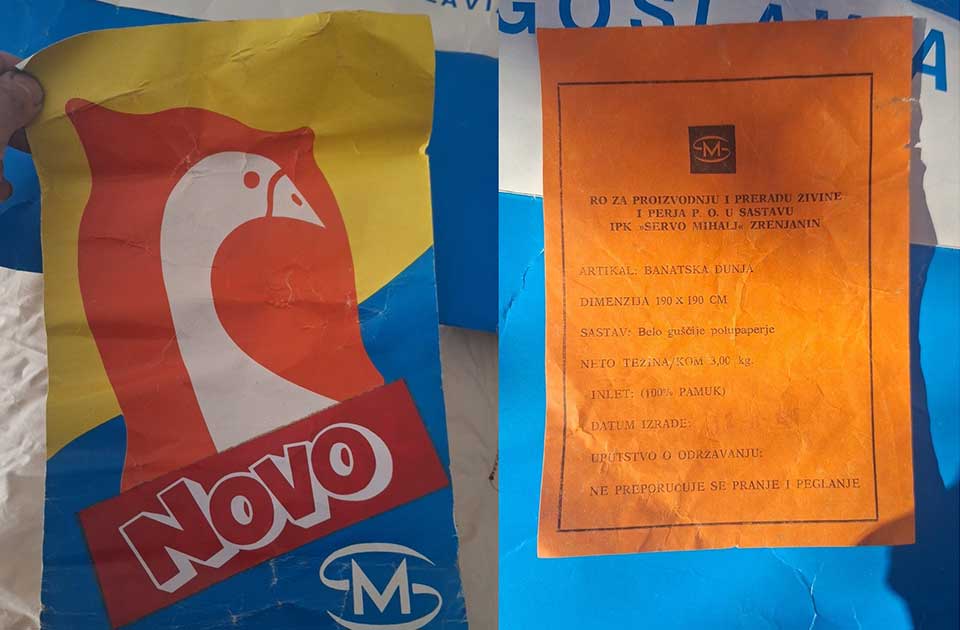 NOVO
M
M
RO ZA PROIZVODNJU I PRERADU ŽIVINE
I PERJA P. O. U SASTAVU
IPK »SERVO MIHALJ« ZRENJANIN
ARTIKAL: BANATSKA DUNJA
DIMENZIJA 190 x 190 CM
SASTAV: Belo guščije polupaperje
NETO TEŽINA/KOM 3,00 kg.
INLET: (100% PAMUK)
DATUM IZRADE:
UPUTSTVO O ODRŽAVANJU:
NE PREPORUČUJE SE PRANJE I PEGLANJE